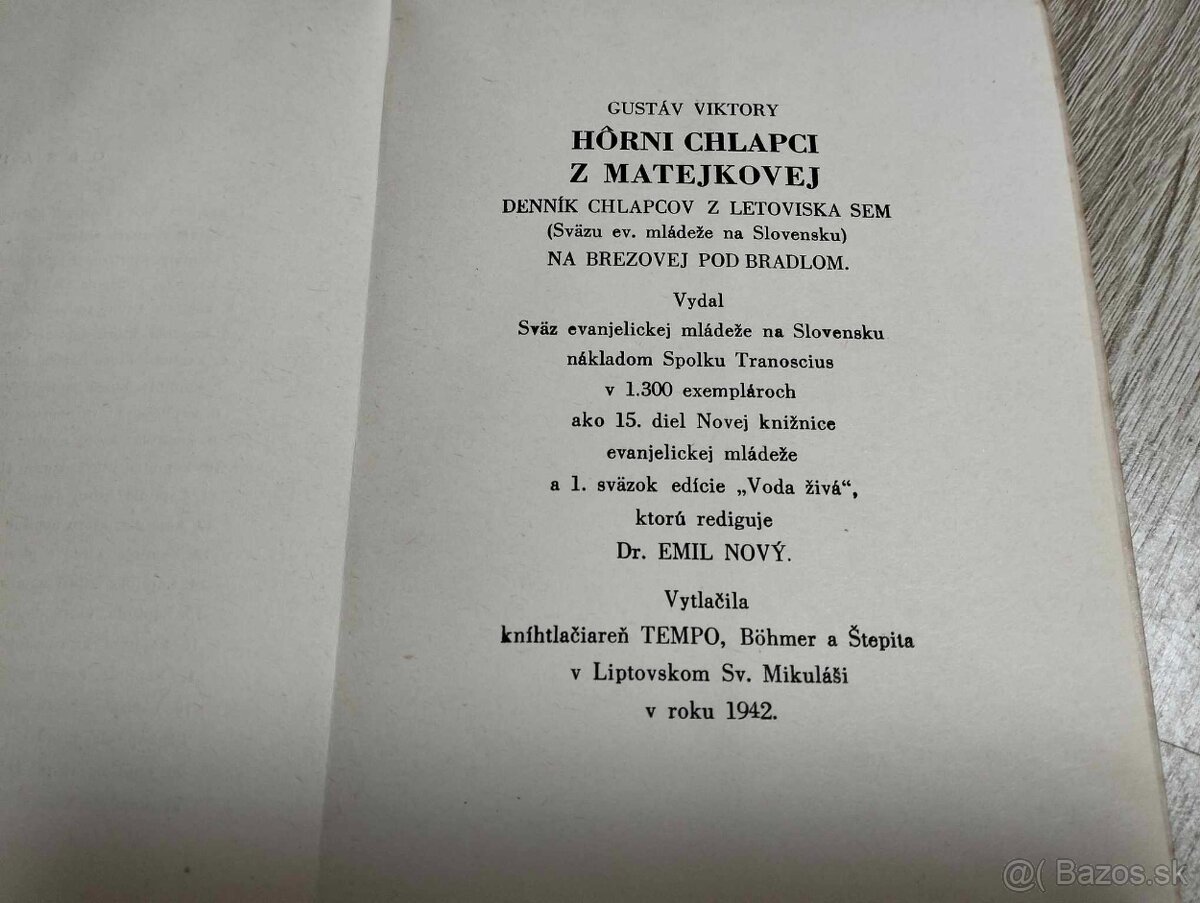 GUSTÁV VIKTORY
HÔRNI CHLAPCI
Z MATEJKOVEJ
DENNÍK CHLAPCOV Z LETOVISKA SEM
(Sväzu ev. mládeže na Slovensku)
NA BREZOVEJ POD BRADLOM.
Vydal
Sväz evanjelickej mládeže na Slovensku
nákladom Spolku Tranoscius
v 1.300 exemplároch
ako 15. diel Novej knižnice
evanjelickej mládeže
a 1. sväzok edície „Voda živá“,
ktorú rediguje
Dr. EMIL NOVÝ.
Vytlačila
kníhtlačiareň TEMPO, Böhmer a Štepita
v Liptovskom Sv. Mikuláši
v roku 1942.
@( Bazos.sk